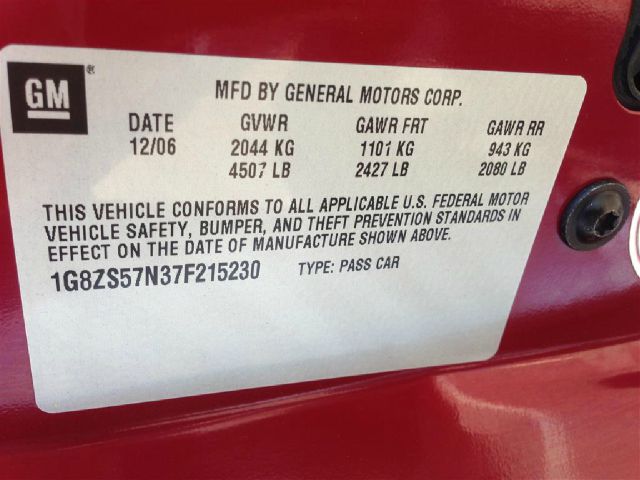 GM ®
MFD BY GENERAL MOTORS CORP.
DATE GVWR GAWR FRT GAWR RR
12/06 2044 KG 1101 KG 943 KG
4507 LB 2427 LB 2080 LB
THIS VEHICLE CONFORMS TO ALL APPLICABLE U.S. FEDERAL MOTOR
VEHICLE SAFETY, BUMPER, AND THEFT PREVENTION STANDARDS IN
EFFECT ON THE DATE OF MANUFACTURE SHOWN ABOVE.
1G8ZS57N37F215230 TYPE: PASS CAR